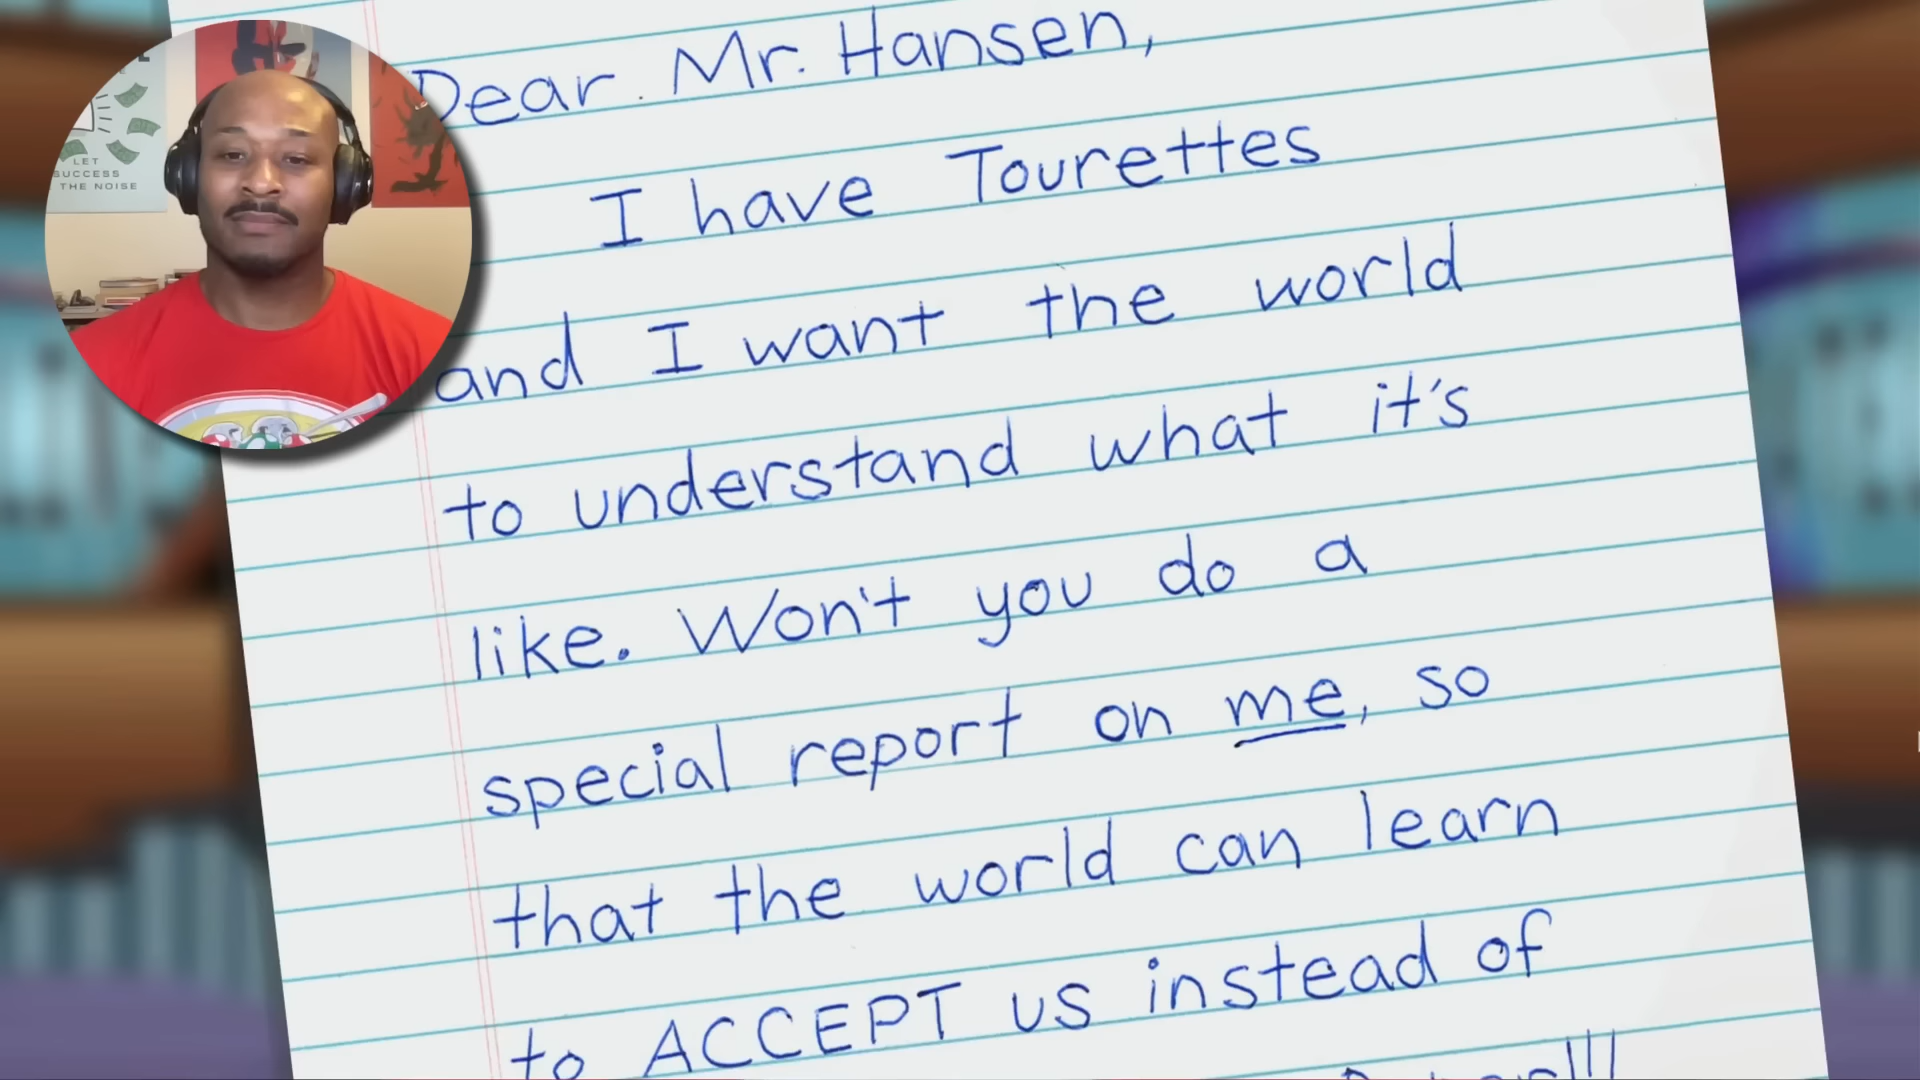 LET
SUCCESS
THE NOISE
Dear Mr. Hansen,
I have Tourettes
and I want the world
to understand what it's
like. Won't you do a
special report on me, so
that the world can learn
to ACCEPT us instead of